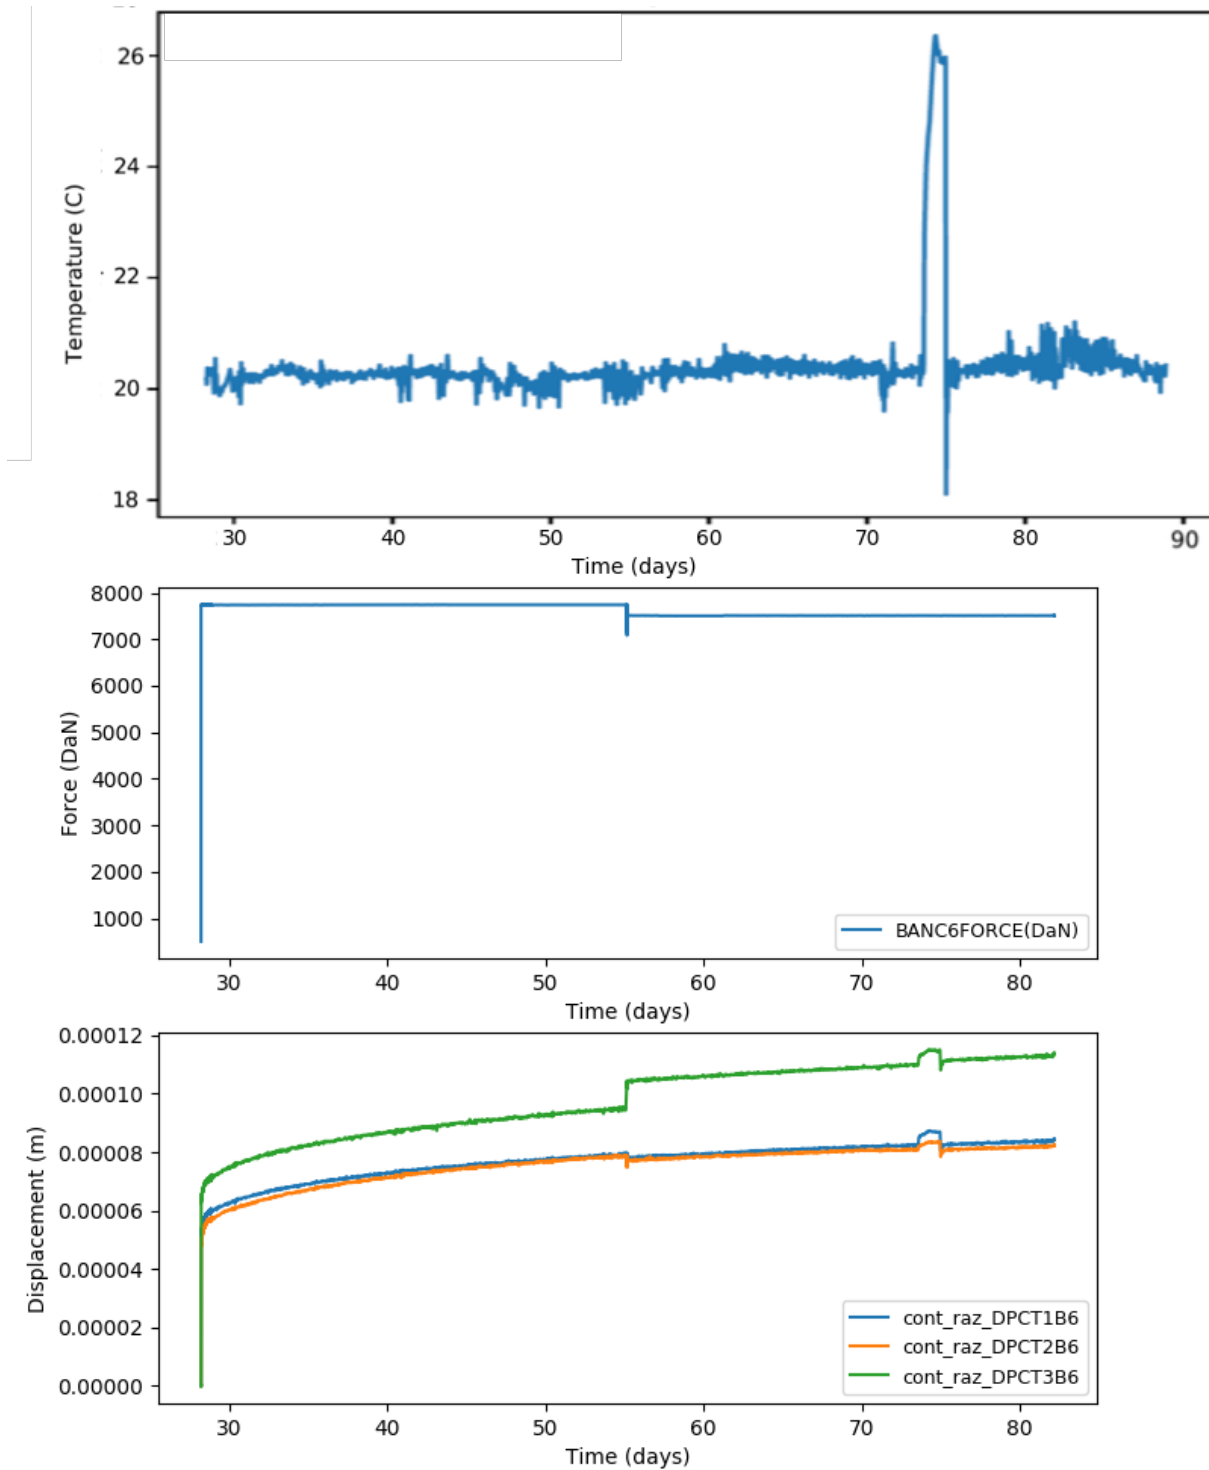 26
24
22
20
18
Temperature (C)
30 40 50 60 70 80 90
Time (days)
8000
7000
6000
5000
4000
3000
2000
1000
Force (DaN)
BANC6FORCE(DaN)
30 40 50 60 70 80
Time (days)
0.00012
0.00010
0.00008
0.00006
0.00004
0.00002
0.00000
Displacement (m)
cont_raz_DPCT1B6
cont_raz_DPCT2B6
cont_raz_DPCT3B6
30 40 50 60 70 80
Time (days)